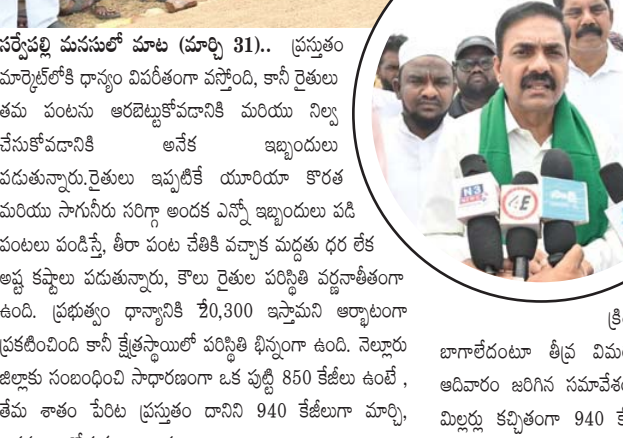 సర్వేపల్లి మనసులో మాట (మార్చి 31).. ప్రస్తుతం
మార్కెట్‌లోకి ధాన్యం విపరీతంగా వస్తోంది, కానీ రైతులు
తమ పంటను ఆరబెట్టుకోవడానికి మరియు నిల్వ
చేసుకోవడానికి అనేక ఇబ్బందులు
పడుతున్నారు.రైతులు ఇప్పటికే యూరియా కొరత
మరియు సాగునీరు సరిగ్గా అందక ఎన్నో ఇబ్బందులు పడి
పంటలు పండిస్తే, తీరా పంట చేతికి వచ్చాక మద్దతు ధర లేక
అష్ట కష్టాలు పడుతున్నారు, కౌలు రైతుల పరిస్థితి వర్ణనాతీతంగా
ఉంది. ప్రభుత్వం ధాన్యానికి ₹20,300 ఇస్తామని ఆర్భాటంగా
ప్రకటించింది కానీ క్షేత్రస్థాయిలో పరిస్థితి భిన్నంగా ఉంది. నెల్లూరు
జిల్లాకు సంబంధించి సాధారణంగా ఒక పుట్టి 850 కేజీలు ఉంటే ,
తేమ శాతం పేరిట ప్రస్తుతం దానిని 940 కేజీలుగా మార్చి,
బాగాలేదంటూ తీవ్ర
ఆదివారం జరిగిన
మిల్లర్లు కచ్చితంగా 940
N3
4E